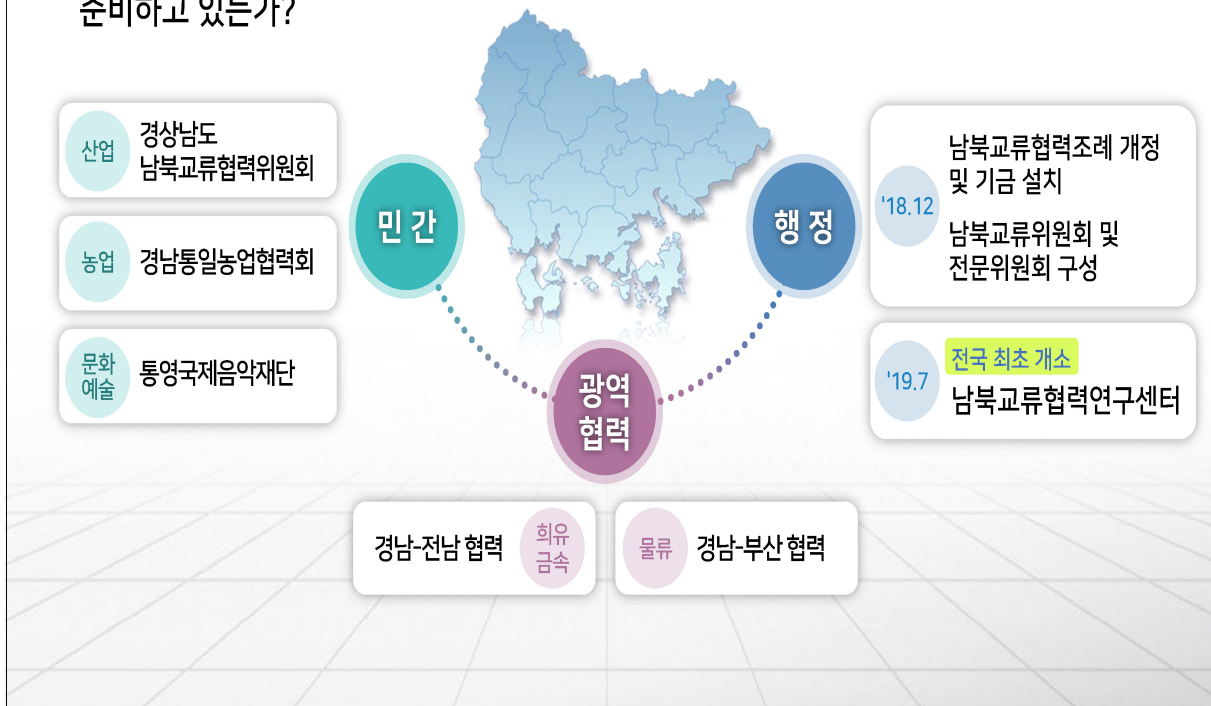 준비하고 있는가?
산업
경상남도
남북교류협력위원회
농업
경남통일농업협력회
문화
예술
통영국제음악재단
민간
행정
광역
협력
'18.12
남북교류협력조례 개정
및 기금 설치
남북교류위원회 및
전문위원회 구성
'19.7
전국 최초 개소
남북교류협력연구센터
경남-전남 협력
희유
금속
물류
경남-부산 협력